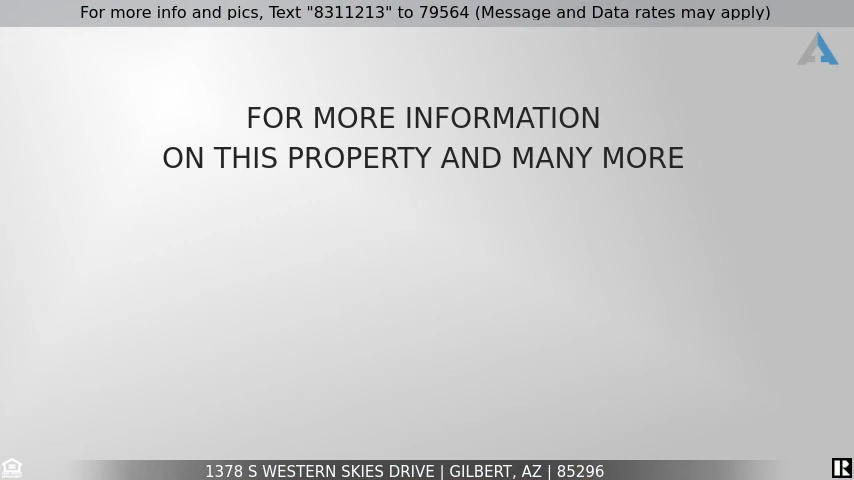 For more info and pics, Text "8311213" to 79564 (Message and Data rates may apply)
FOR MORE INFORMATION
ON THIS PROPERTY AND MANY MORE
1378 S WESTERN SKIES DRIVE | GILBERT, AZ | 85296